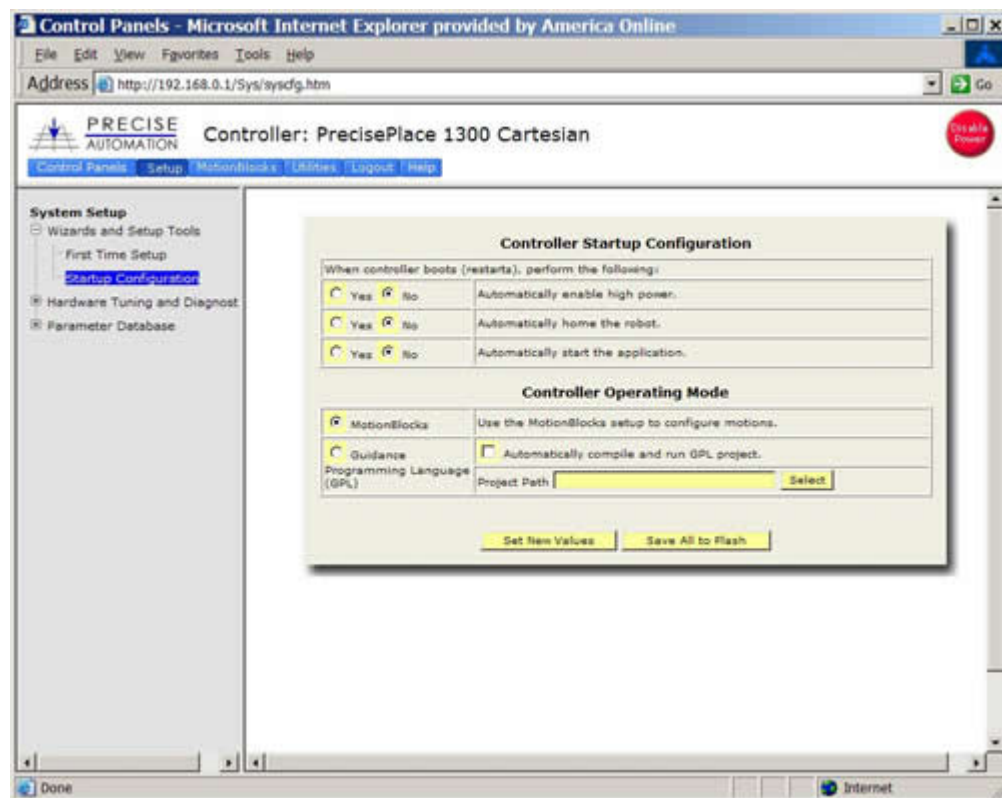 Control Panels - Microsoft Internet Explorer provided by America Online
File Edit View Favorites Tools Help
Address http://192.168.0.1/Sys/syscfg.htm
Go
PRECISE
AUTOMATION
Controller: PrecisePlace 1300 Cartesian
Disable
Power
Control Panels Setup MotionBlocks Utilities Logout Help
System Setup
Wizards and Setup Tools
First Time Setup
Startup Configuration
Hardware Tuning and Diagnost
Parameter Database
Controller Startup Configuration
When controller boots (restarts), perform the following:
Yes No Automatically enable high power.
Yes No Automatically home the robot.
Yes No Automatically start the application.
Controller Operating Mode
MotionBlocks Use the MotionBlocks setup to configure motions.
Guidance
Programming Language
(GPL)
Automatically compile and run GPL project.
Project Path Select
Set New Values Save All to Flash
Done Internet